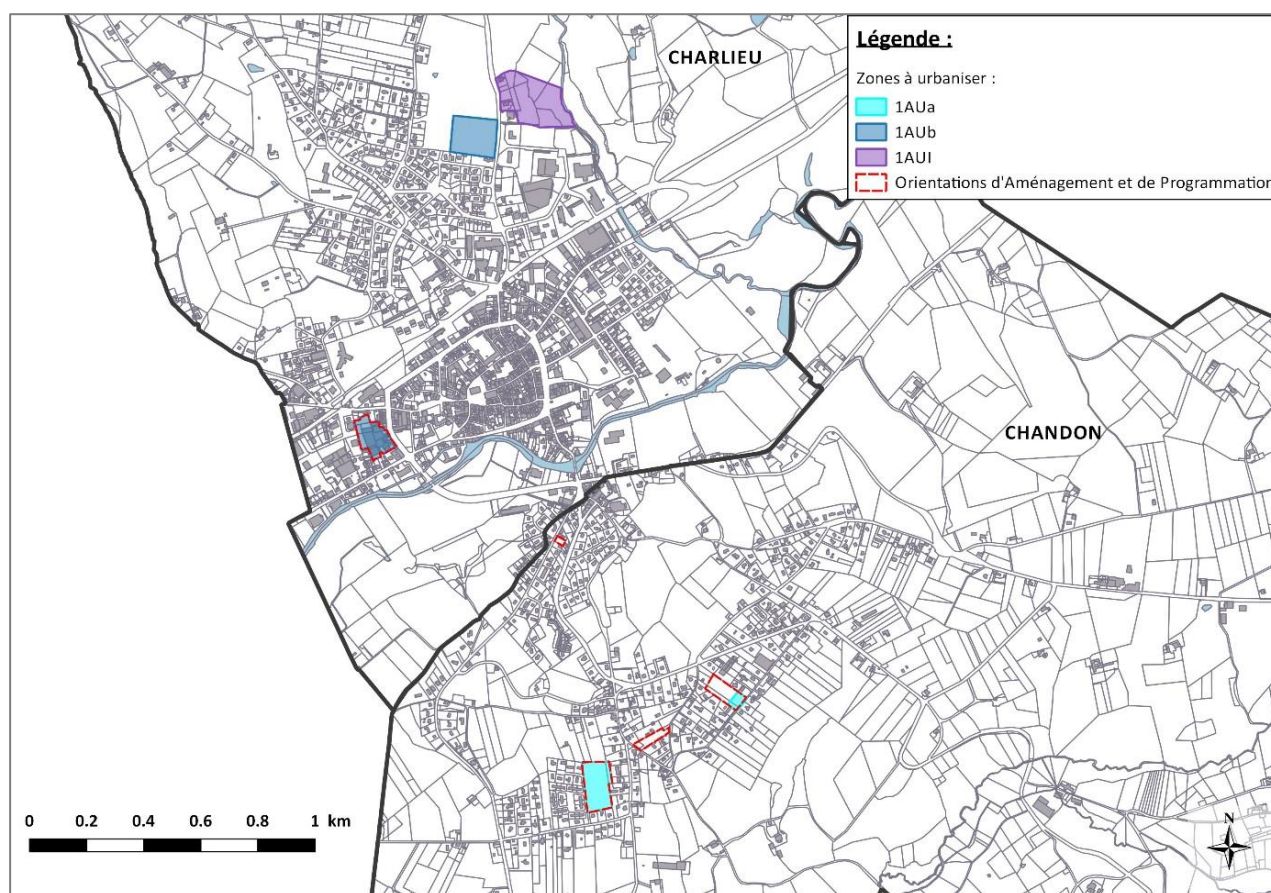 CHARLIEU
Légende :
Zones à urbaniser :
1AUa
1AUb
1AUl
Orientations d'Aménagement et de Programmation
CHANDON
0 0.2 0.4 0.6 0.8 1 km
N